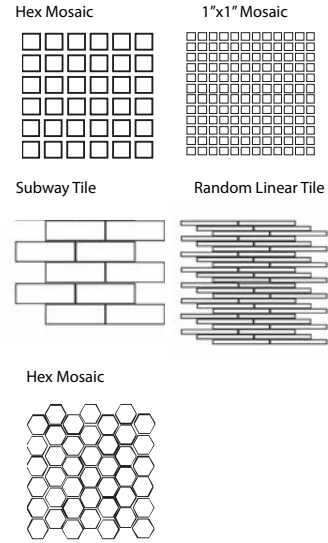 Hex Mosaic
1”x1” Mosaic
Subway Tile
Random Linear Tile
Hex Mosaic